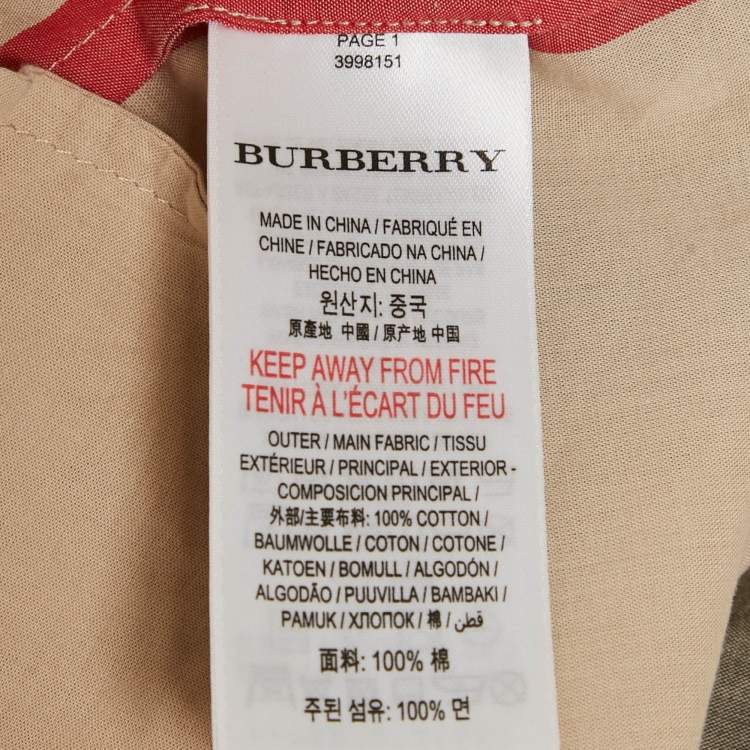 PAGE 1
3998151
BURBERRY
MADE IN CHINA / FABRIQUÉ EN
CHINE / FABRICADO NA CHINA /
HECHO EN CHINA
원산지: 중국
原產地 中國 / 原产地 中国
KEEP AWAY FROM FIRE
TENIR À L'ÉCART DU FEU
OUTER / MAIN FABRIC / TISSU
EXTÉRIEUR / PRINCIPAL / EXTERIOR -
COMPOSICION PRINCIPAL /
外部/主要布料: 100% COTTON /
BAUMWOLLE / COTON / COTONE /
KATOEN / BOMULL / ALGODÓN /
ALGODÃO / PUUVILLA / BAMBAKI /
PAMUK / ХЛОПОК / 棉 / قطن
面料: 100% 棉
주된 섬유: 100% 면